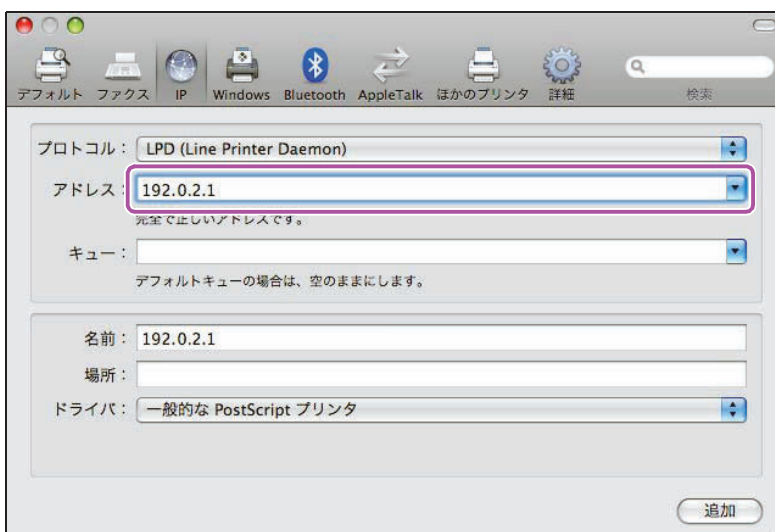 デフォルト ファクス IP Windows Bluetooth AppleTalk ほかのプリンタ 詳細 検索
プロトコル： LPD (Line Printer Daemon)
アドレス： 192.0.2.1
完全で正しいアドレスです。
キュー：
デフォルトキューの場合は、空のままにします。
名前： 192.0.2.1
場所：
ドライバ： 一般的な PostScript プリンタ
追加